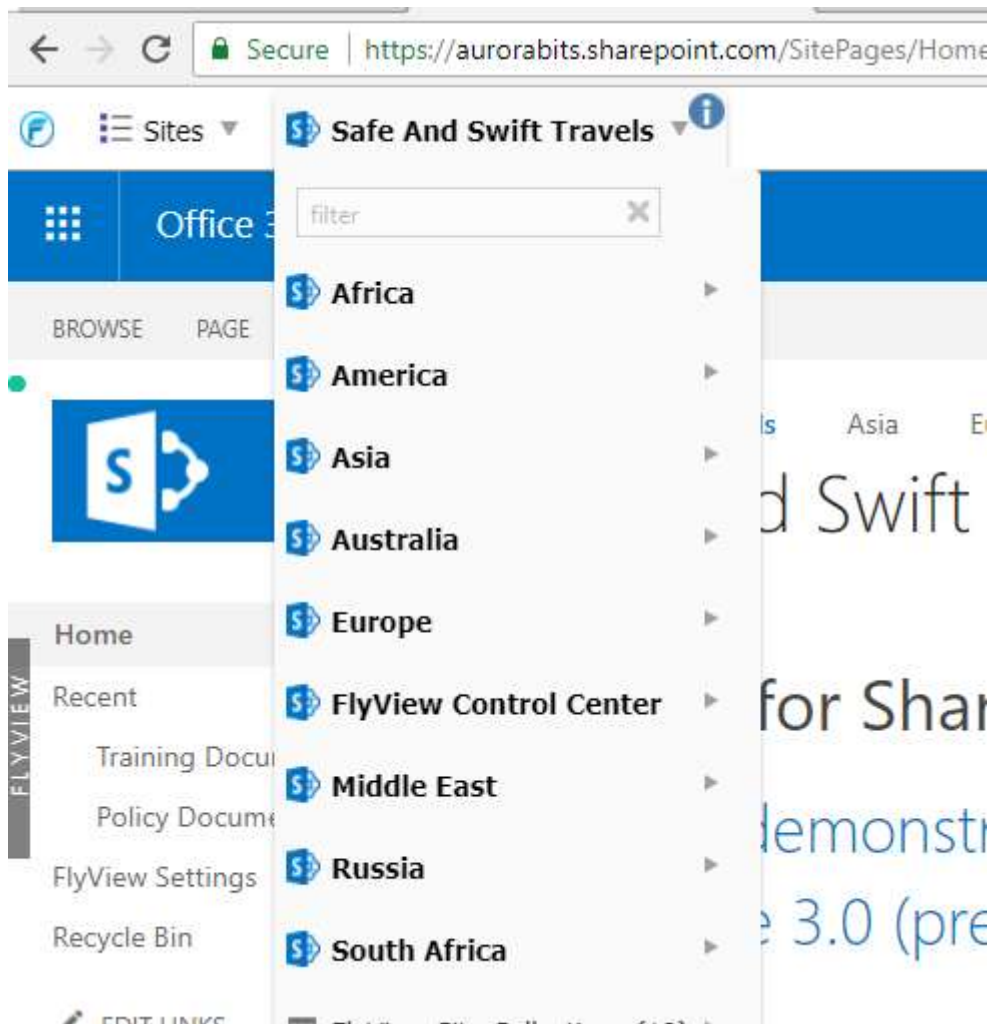 Secure | https://aurorabits.sharepoint.com/SitePages/Home
Sites
Safe And Swift Travels
Office 3
filter
BROWSE PAGE
Africa
America
Asia
Australia
Europe
FlyView Control Center
Middle East
Russia
South Africa
Asia E
d Swift
for Shar
demonstr
e 3.0 (pre
FLYVIEW
Home
Recent
Training Docu
Policy Docume
FlyView Settings
Recycle Bin
EDIT LINKS